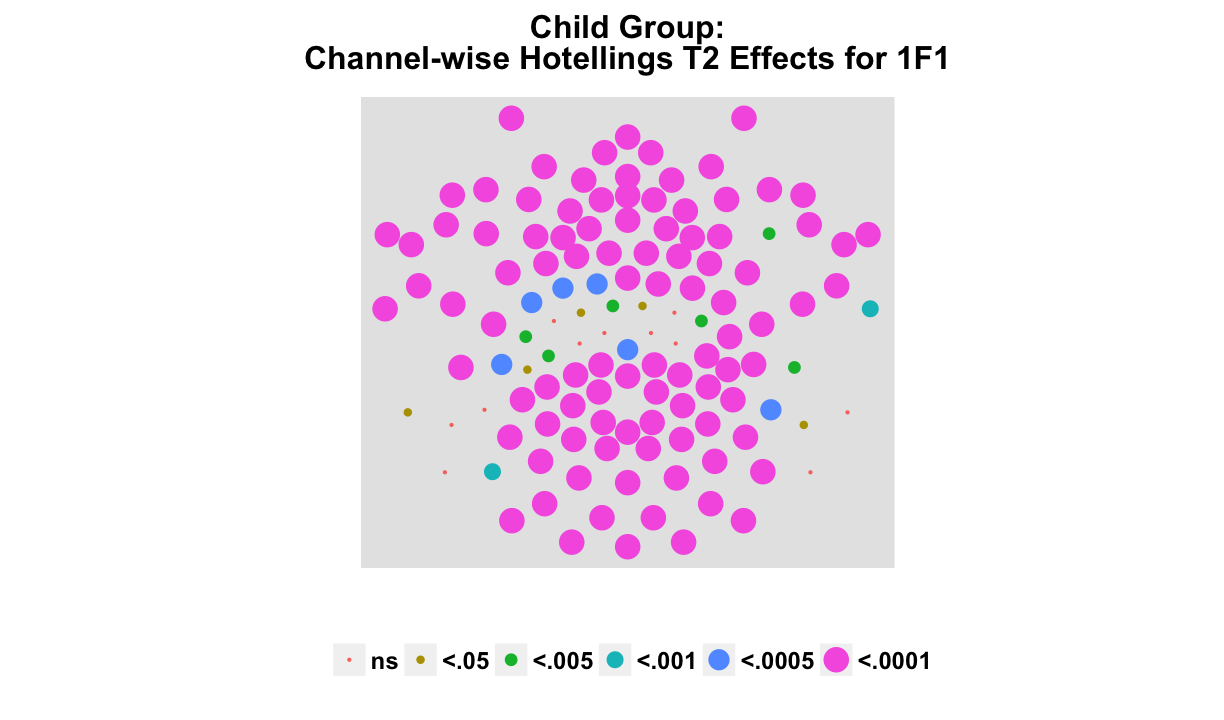 Child Group:
Channel-wise Hotellings T2 Effects for 1F1
ns <.05 <.005 <.001 <.0005 <.0001